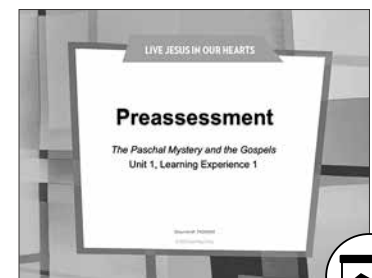 LIVE JESUS IN OUR HEARTS
Preassessment
The Paschal Mystery and the Gospels
Unit 1, Learning Experience 1